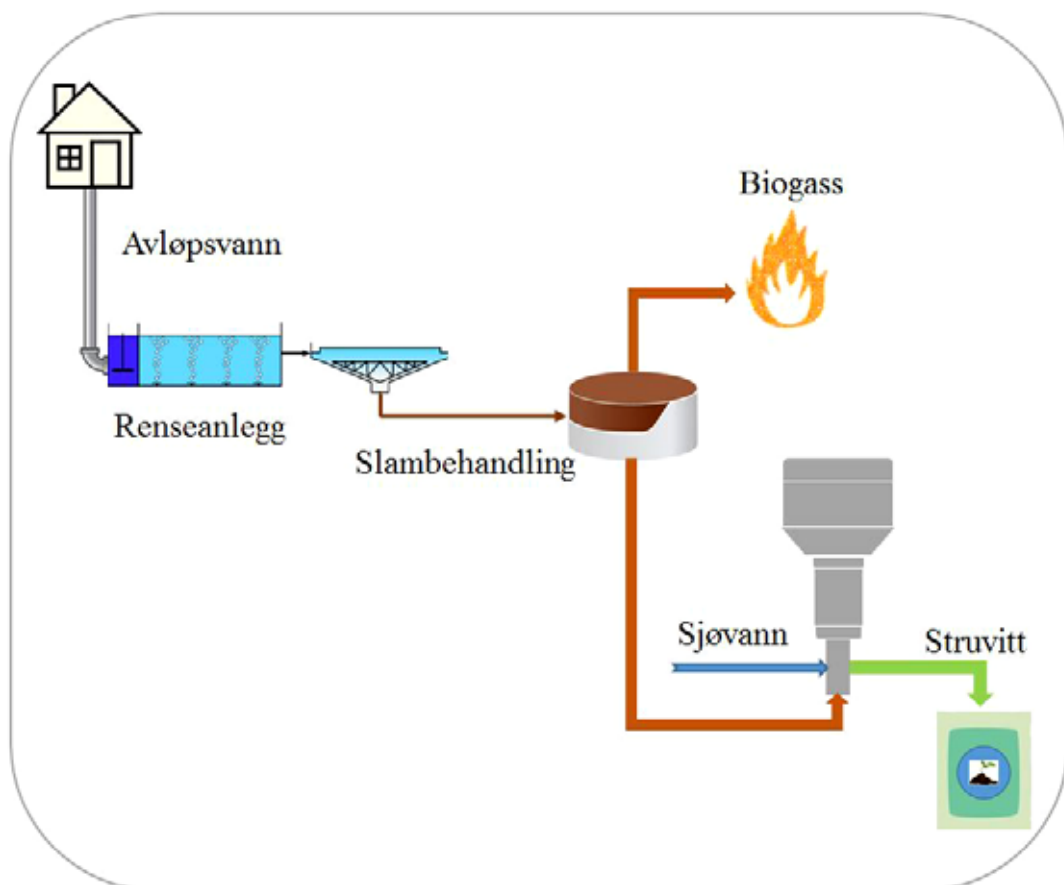 Biogass
Avløpsvann
Renseanlegg
Slambehandling
Sjøvann
Struvitt